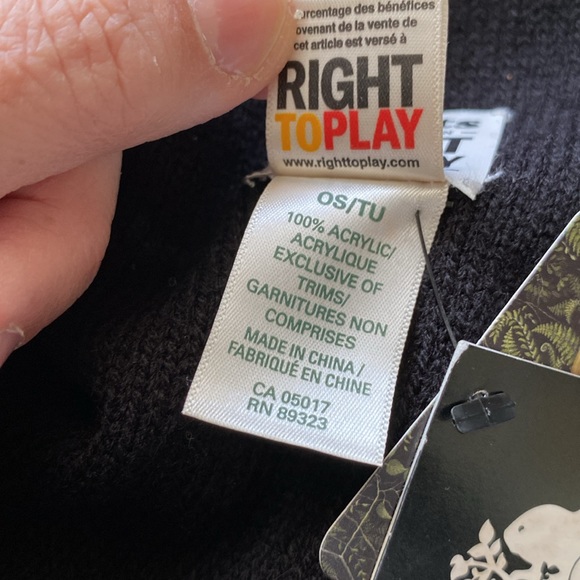 rcentage des bénéfices
ovenant de la vente de
cet article est versé à
RIGHT
TOPLAY
www.righttoplay.com
OS/TU
100% ACRYLIC/
ACRYLIQUE
EXCLUSIVE OF
TRIMS/
GARNITURES NON
COMPRISES
MADE IN CHINA/
FABRIQUÉ EN CHINE
CA 05017
RN 89323